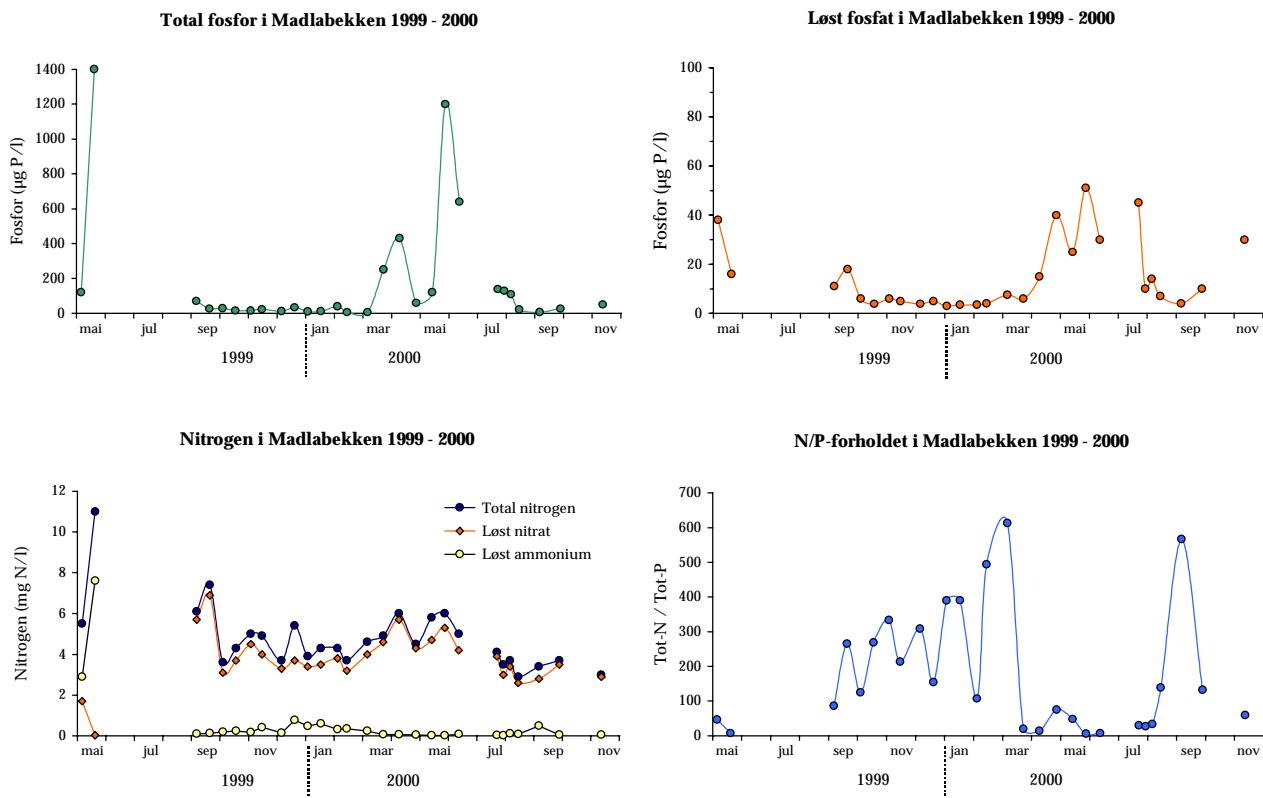 Total fosfor i Madlabekken 1999 - 2000
1400
1200
1000
800
600
400
200
0
Fosfor (µg P/l)
mai jul sep nov jan mar mai jul sep nov
1999 2000
Løst fosfat i Madlabekken 1999 - 2000
100
80
60
40
20
0
Fosfor (µg P/l)
mai jul sep nov jan mar mai jul sep nov
1999 2000
Nitrogen i Madlabekken 1999 - 2000
12
10
8
6
4
2
0
Nitrogen (mg N/l)
Total nitrogen
Løst nitrat
Løst ammonium
mai jul sep nov jan mar mai jul sep nov
1999 2000
N/P-forholdet i Madlabekken 1999 - 2000
700
600
500
400
300
200
100
0
Tot-N / Tot-P
mai jul sep nov jan mar mai jul sep nov
1999 2000